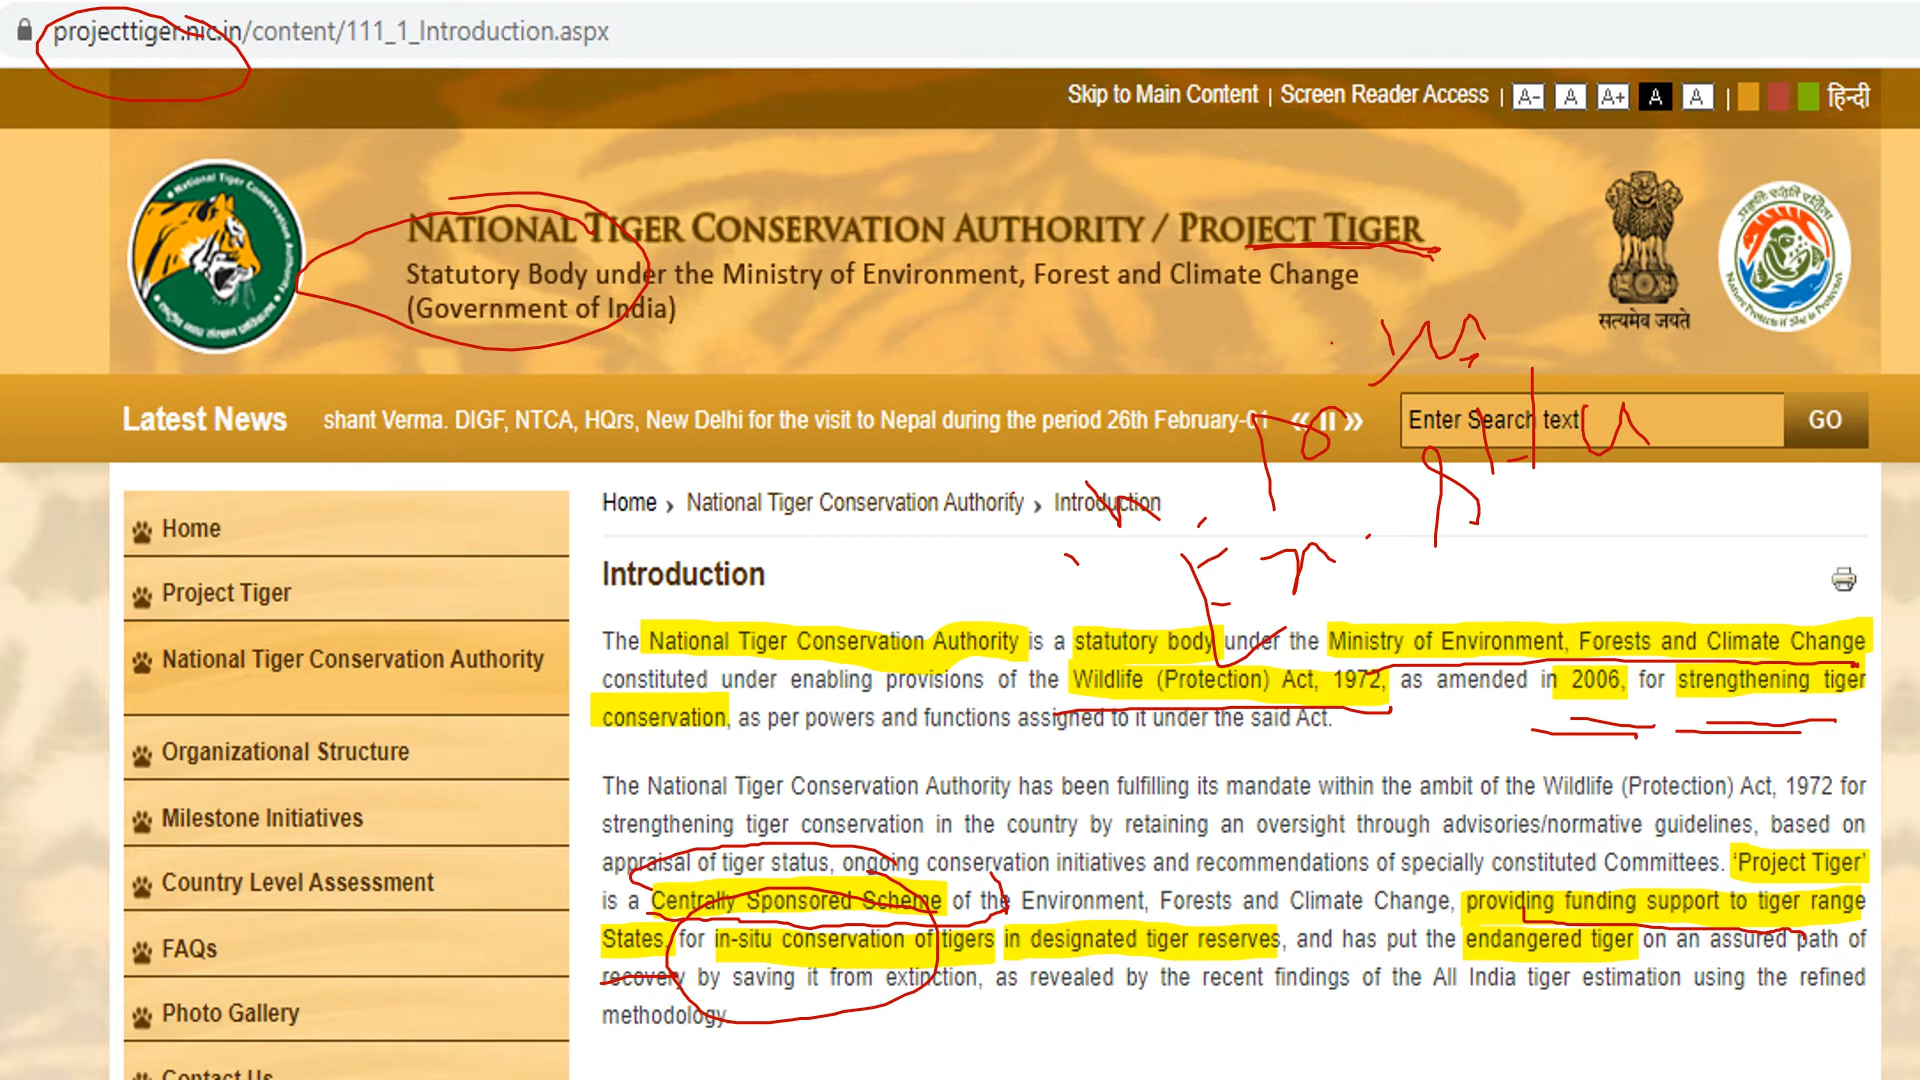 projecttiger.nic.in/content/111_1_Introduction.aspx
Skip to Main Content | Screen Reader Access | A- A A+ A A | हिन्दी
NATIONAL TIGER CONSERVATION AUTHORITY / PROJECT TIGER
Statutory Body under the Ministry of Environment, Forest and Climate Change
(Government of India)
National Tiger Conservation Authority
सत्यमेव जयते
Nature Protects if She is Protected
Latest News
shant Verma. DIGF, NTCA, HQrs, New Delhi for the visit to Nepal during the period 26th February-01
Enter Search text
GO
Home
Project Tiger
National Tiger Conservation Authority
Organizational Structure
Milestone Initiatives
Country Level Assessment
FAQs
Photo Gallery
Contact Us
Home › National Tiger Conservation Authorify › Introduction
Introduction
The National Tiger Conservation Authority is a statutory body under the Ministry of Environment, Forests and Climate Change
constituted under enabling provisions of the Wildlife (Protection) Act, 1972, as amended in 2006, for strengthening tiger
conservation, as per powers and functions assigned to it under the said Act.
The National Tiger Conservation Authority has been fulfilling its mandate within the ambit of the Wildlife (Protection) Act, 1972 for
strengthening tiger conservation in the country by retaining an oversight through advisories/normative guidelines, based on
appraisal of tiger status, ongoing conservation initiatives and recommendations of specially constituted Committees. ‘Project Tiger’
is a Centrally Sponsored Scheme of the Environment, Forests and Climate Change, providing funding support to tiger range
States, for in-situ conservation of tigers in designated tiger reserves, and has put the endangered tiger on an assured path of
recovery by saving it from extinction, as revealed by the recent findings of the All India tiger estimation using the refined
methodology